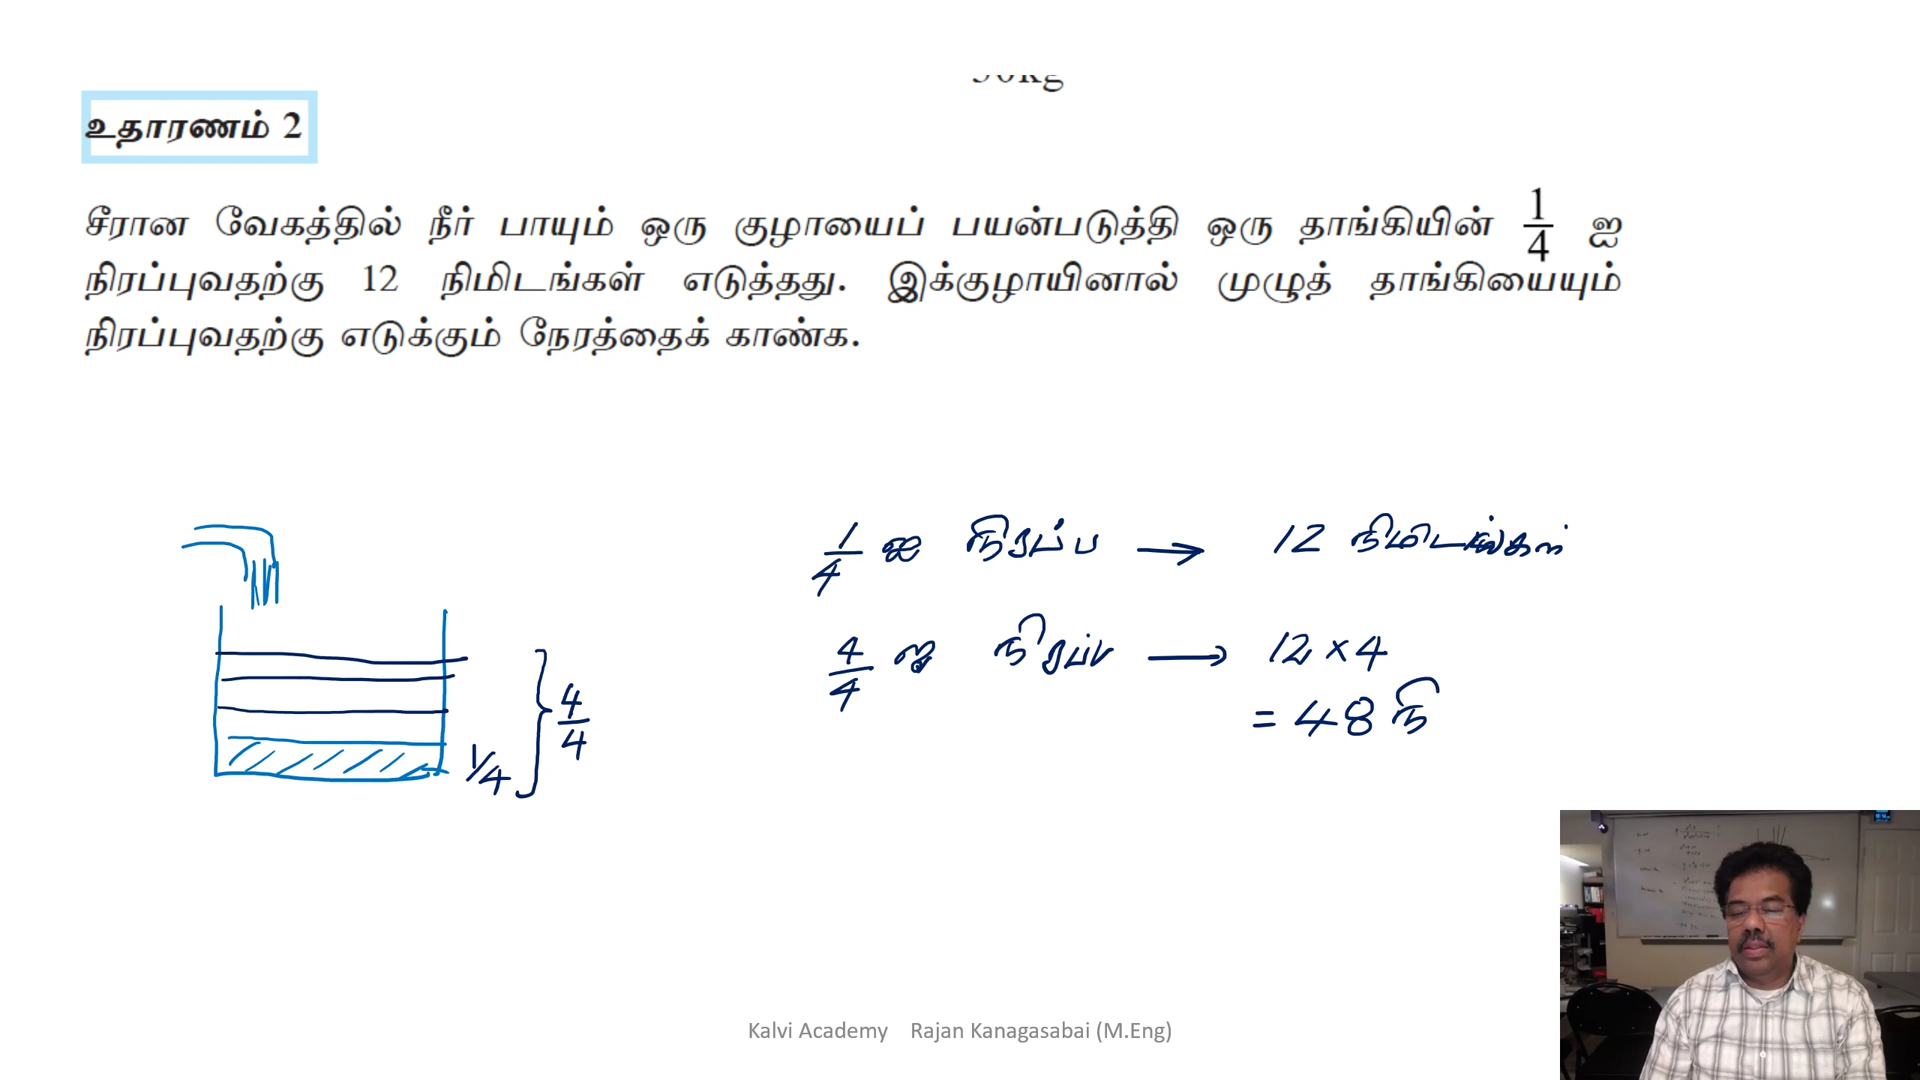 50kg
உதாரணம் 2
சீரான வேகத்தில் நீர் பாயும் ஒரு குழாயைப் பயன்படுத்தி ஒரு தாங்கியின் 1/4 ஐ
நிரப்புவதற்கு 12 நிமிடங்கள் எடுத்தது. இக்குழாயினால் முழுத் தாங்கியையும்
நிரப்புவதற்கு எடுக்கும் நேரத்தைக் காண்க.
1/4 ஐ நிரப்ப → 12 நிமிடங்கள்
4/4 ஐ நிரப்ப → 12 × 4
= 48 நி
4/4
1/4
Kalvi Academy Rajan Kanagasabai (M.Eng)